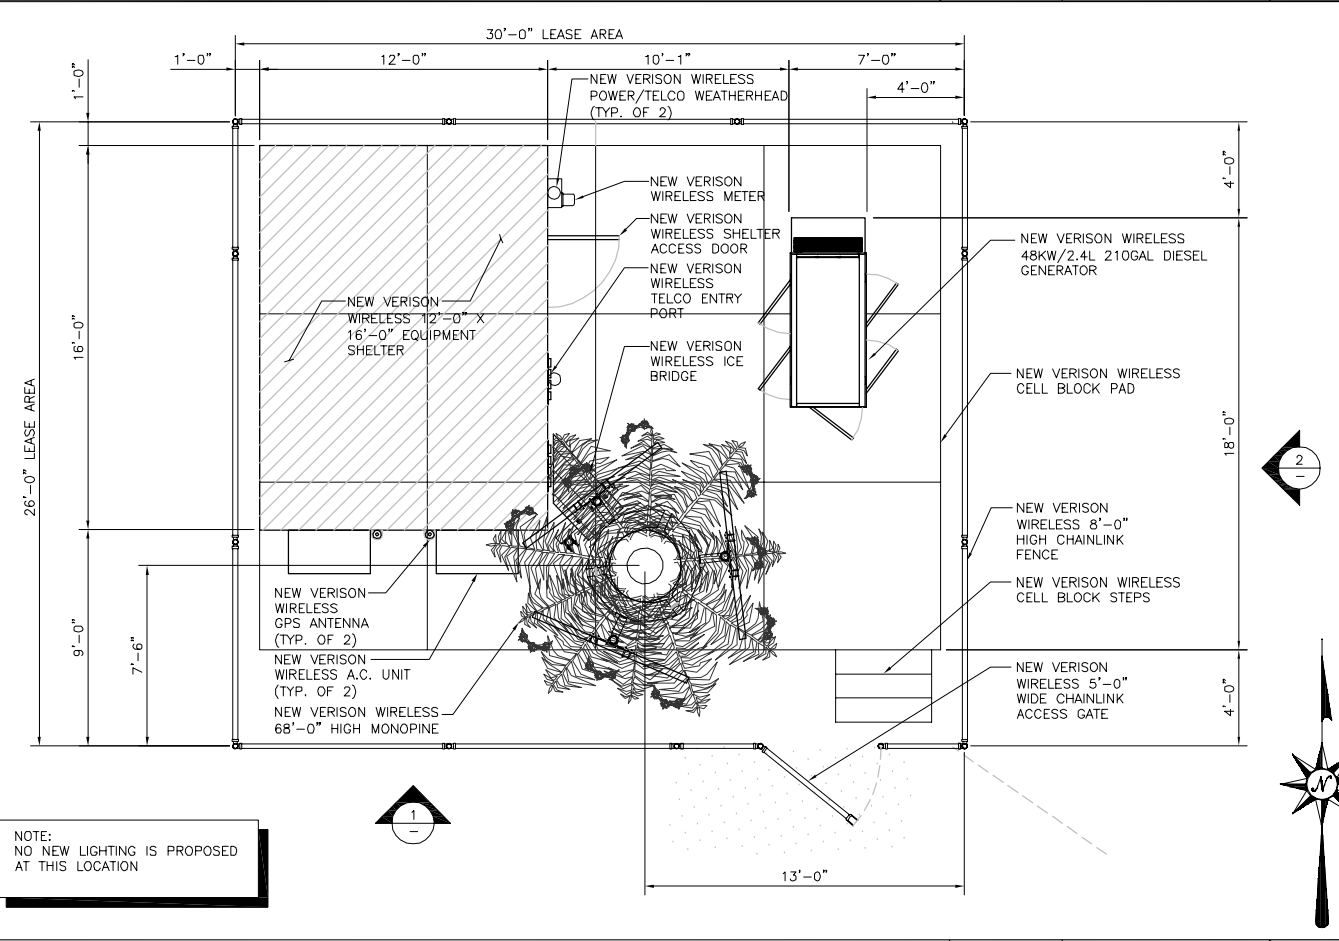 30'-0" LEASE AREA
1'-0"
12'-0"
10'-1"
7'-0"
4'-0"
1'-0"
NEW VERISON WIRELESS
POWER/TELCO WEATHERHEAD
(TYP. OF 2)
NEW VERISON
WIRELESS METER
NEW VERISON
WIRELESS SHELTER
ACCESS DOOR
NEW VERISON
WIRELESS
TELCO ENTRY
PORT
NEW VERISON
WIRELESS ICE
BRIDGE
NEW VERISON
WIRELESS 12'-0" X
16'-0" EQUIPMENT
SHELTER
16'-0"
26'-0" LEASE AREA
9'-0"
7'-6"
4'-0"
NEW VERISON WIRELESS
48KW/2.4L 210GAL DIESEL
GENERATOR
NEW VERISON WIRELESS
CELL BLOCK PAD
18'-0"
2
NEW VERISON
WIRELESS 8'-0"
HIGH CHAINLINK
FENCE
NEW VERISON WIRELESS
CELL BLOCK STEPS
NEW VERISON
WIRELESS 5'-0"
WIDE CHAINLINK
ACCESS GATE
4'-0"
NEW VERISON
WIRELESS
GPS ANTENNA
(TYP. OF 2)
NEW VERISON
WIRELESS A.C. UNIT
(TYP. OF 2)
NEW VERISON WIRELESS
68'-0" HIGH MONOPINE
1
N
NOTE:
NO NEW LIGHTING IS PROPOSED
AT THIS LOCATION
13'-0"